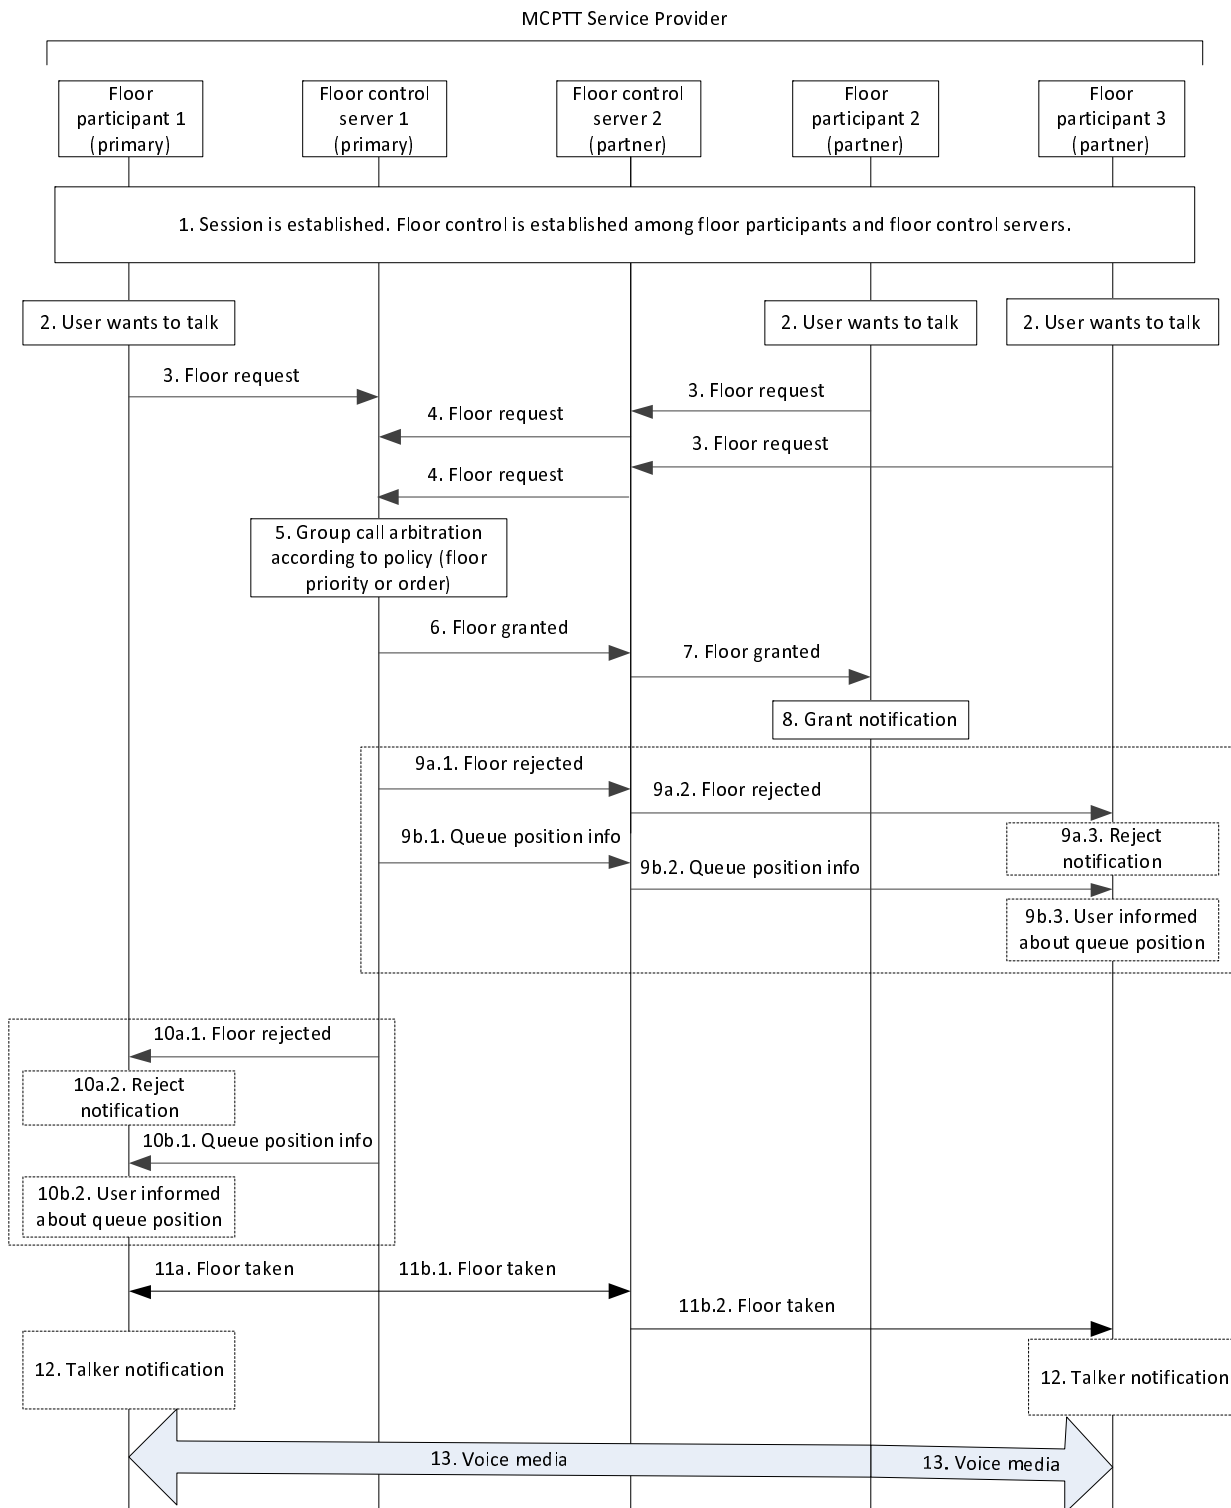 MCPTT Service Provider
Floor
participant 1
(primary)
Floor control
server 1
(primary)
Floor control
server 2
(partner)
Floor
participant 2
(partner)
Floor
participant 3
(partner)
1. Session is established. Floor control is established among floor participants and floor control servers.
2. User wants to talk
2. User wants to talk
2. User wants to talk
3. Floor request
3. Floor request
4. Floor request
3. Floor request
4. Floor request
5. Group call arbitration
according to policy (floor
priority or order)
6. Floor granted
7. Floor granted
8. Grant notification
9a.1. Floor rejected
9a.2. Floor rejected
9a.3. Reject
notification
9b.1. Queue position info
9b.2. Queue position info
9b.3. User informed
about queue position
10a.1. Floor rejected
10a.2. Reject
notification
10b.1. Queue position info
10b.2. User informed
about queue position
11a. Floor taken
11b.1. Floor taken
11b.2. Floor taken
12. Talker notification
12. Talker notification
13. Voice media
13. Voice media